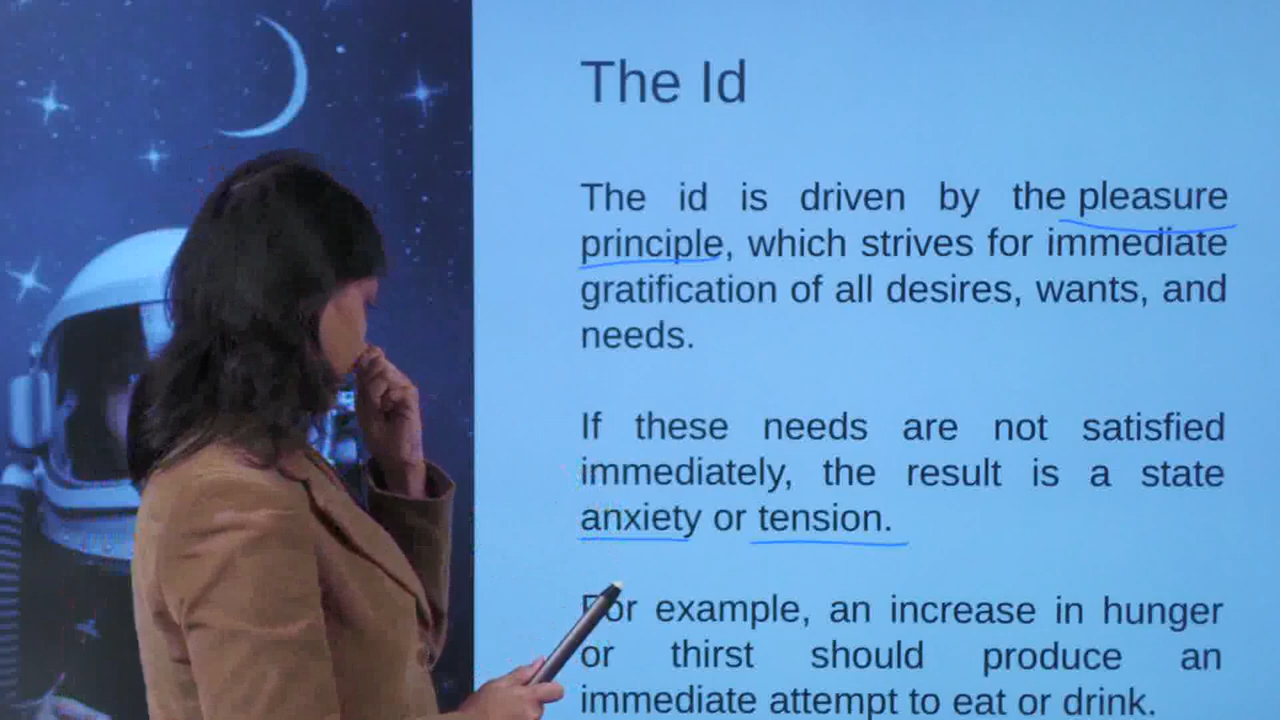 The Id
The id is driven by the pleasure
principle, which strives for immediate
gratification of all desires, wants, and
needs.
If these needs are not satisfied
immediately, the result is a state
anxiety or tension.
For example, an increase in hunger
or thirst should produce an
immediate attempt to eat or drink.